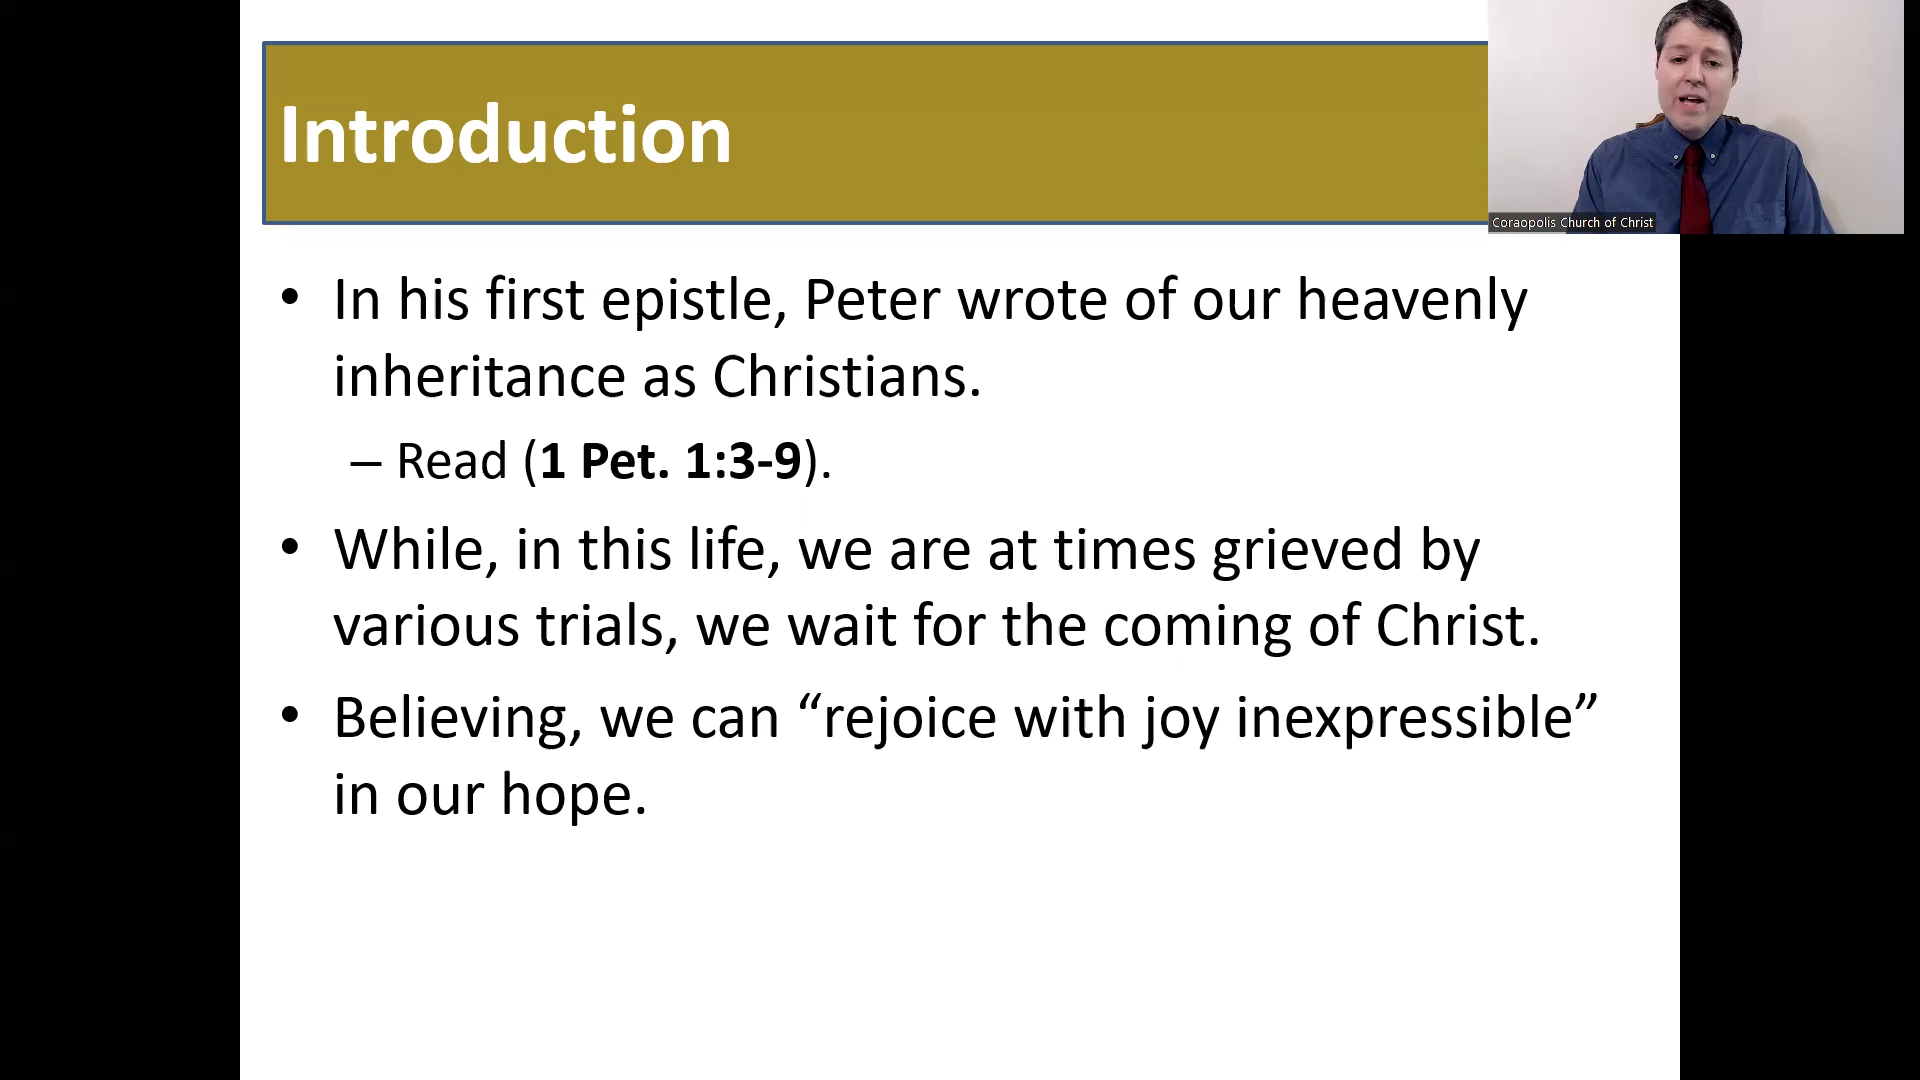 Introduction
Coraopolis Church of Christ
• In his first epistle, Peter wrote of our heavenly
inheritance as Christians.
– Read (1 Pet. 1:3-9).
• While, in this life, we are at times grieved by
various trials, we wait for the coming of Christ.
• Believing, we can “rejoice with joy inexpressible”
in our hope.